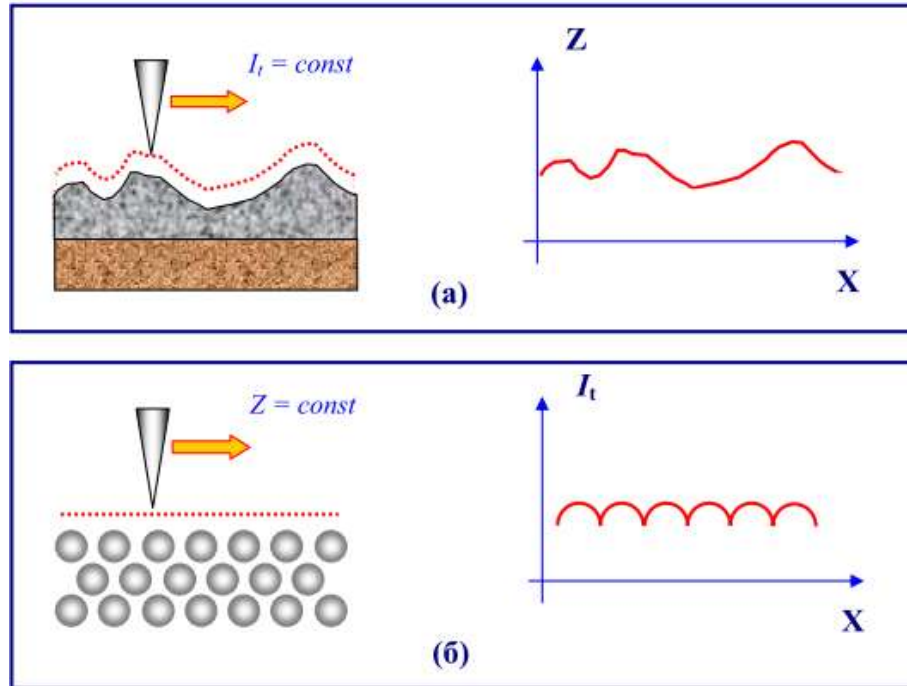 I_t = const
Z
X
(а)
Z = const
I_t
X
(б)